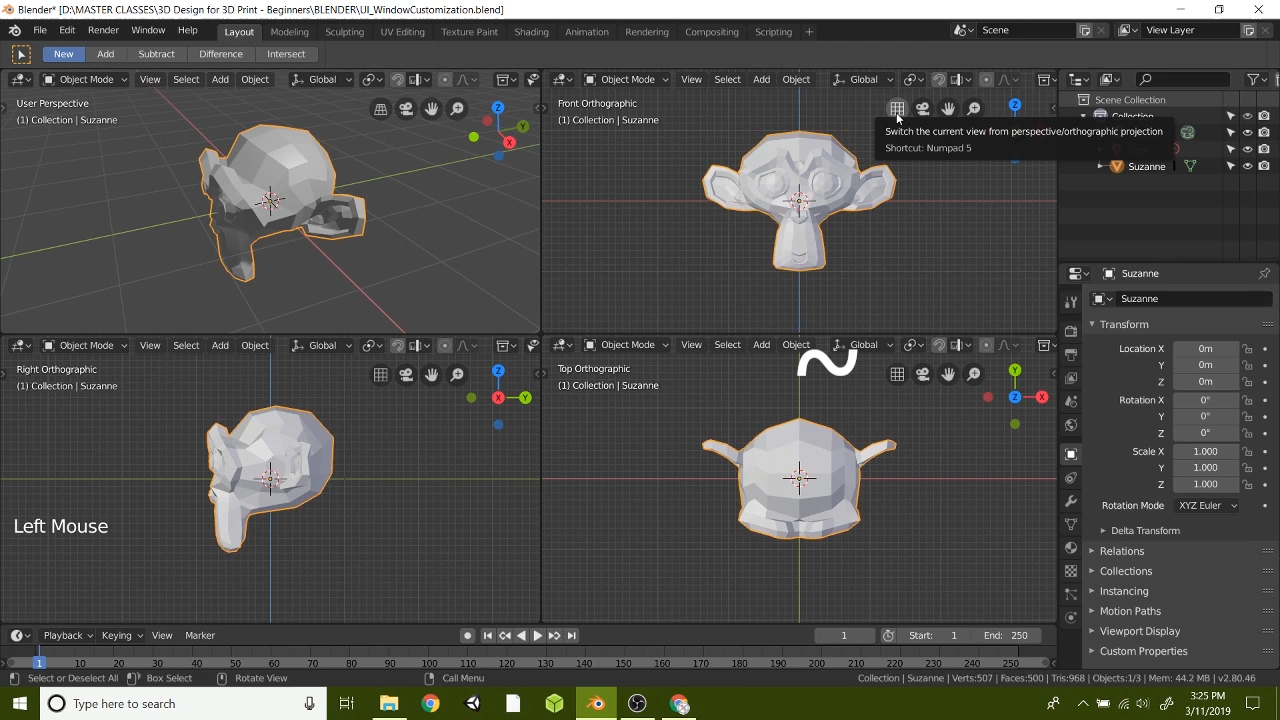 Blender* [D:\MASTER CLASSES\3D Design for 3D Print - Beginners\BLENDER\UI_WindowCustomization.blend]
File Edit Render Window Help Layout Modeling Sculpting UV Editing Texture Paint Shading Animation Rendering Compositing Scripting + Scene View Layer
New Add Subtract Difference Intersect
Object Mode View Select Add Object Global Object Mode View Select Add Object Global
User Perspective
(1) Collection | Suzanne
Z Y X
Front Orthographic
(1) Collection | Suzanne
Z
Switch the current view from perspective/orthographic projection
Shortcut: Numpad 5
Scene Collection
Collection
Suzanne
Suzanne
Suzanne
Transform
Location X 0m
Y 0m
Z 0m
Rotation X 0°
Y 0°
Z 0°
Scale X 1.000
Y 1.000
Z 1.000
Rotation Mode XYZ Euler
Delta Transform
Relations
Collections
Instancing
Motion Paths
Viewport Display
Custom Properties
Object Mode View Select Add Object Global Object Mode View Select Add Object Global
Right Orthographic
(1) Collection | Suzanne
Z X Y
Top Orthographic
(1) Collection | Suzanne
Y Z X
~
Left Mouse
Playback Keying View Marker 1 Start: 1 End: 250
1 10 20 30 40 50 60 70 80 90 100 110 120 130 140 150 160 170 180 190 200 210 220 230 240 250
Select or Deselect All Box Select Rotate View Call Menu Collection | Suzanne | Verts:507 | Faces:500 | Tris:968 | Objects:1/3 | Mem: 44.2 MB | v2.80.46
Type here to search
3:25 PM
3/11/2019